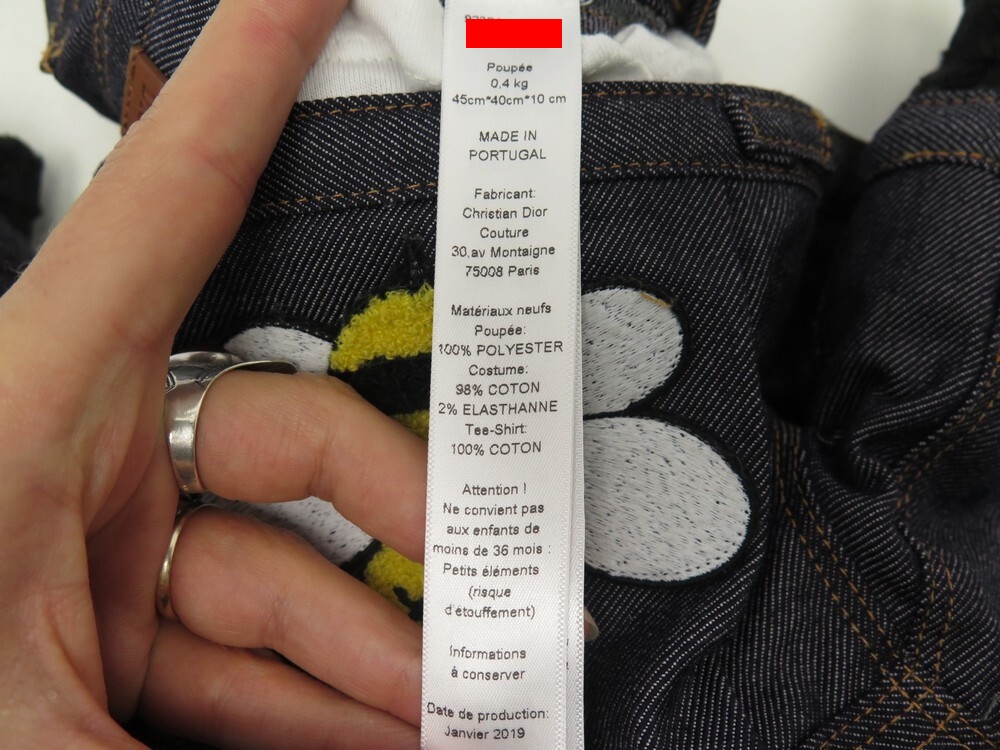 Poupée
0,4 kg
45cm*40cm*10 cm
MADE IN
PORTUGAL
Fabricant:
Christian Dior
Couture
30,av Montaigne
75008 Paris
Matériaux neufs
Poupée:
100% POLYESTER
Costume:
98% COTON
2% ELASTHANNE
Tee-Shirt:
100% COTON
Attention !
Ne convient pas
aux enfants de
moins de 36 mois :
Petits éléments
(risque
d'étouffement)
Informations
à conserver
Date de production:
Janvier 2019